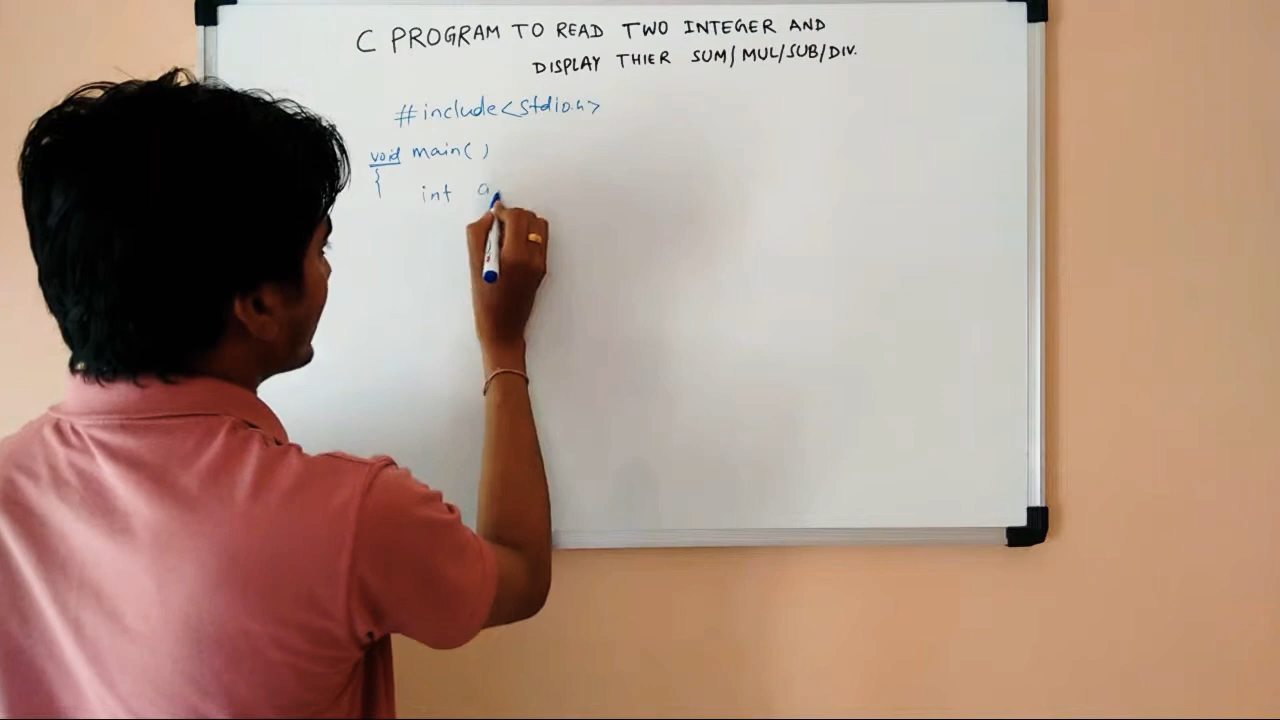 C PROGRAM TO READ TWO INTEGER AND
DISPLAY THIER SUM/MUL/SUB/DIV.
#include<stdio.h>
void main( )
{
int a